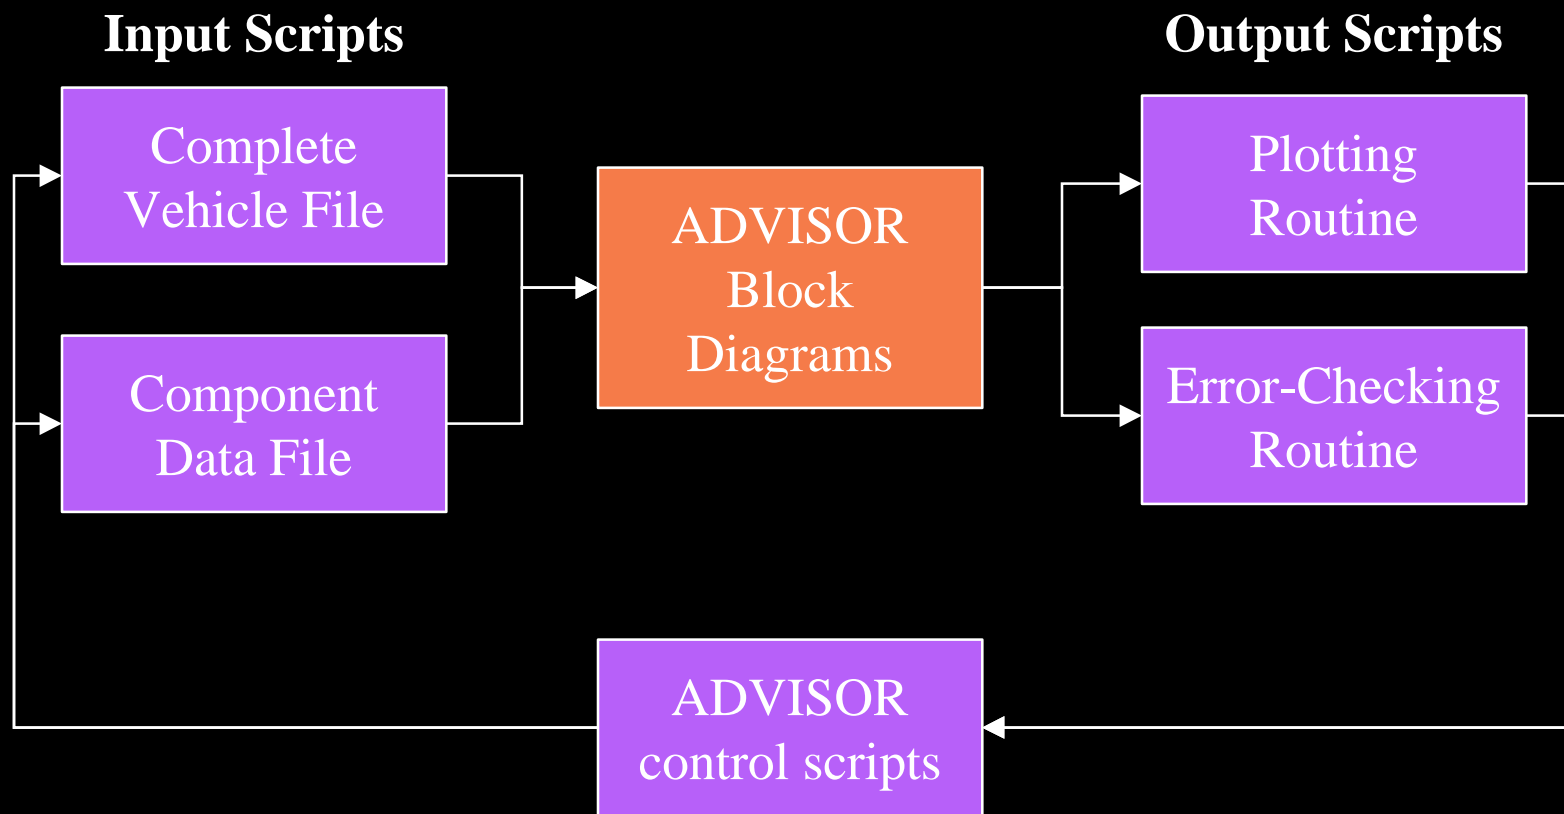 Input Scripts
Output Scripts
Complete
Vehicle File
Component
Data File
ADVISOR
Block
Diagrams
Plotting
Routine
Error-Checking
Routine
ADVISOR
control scripts